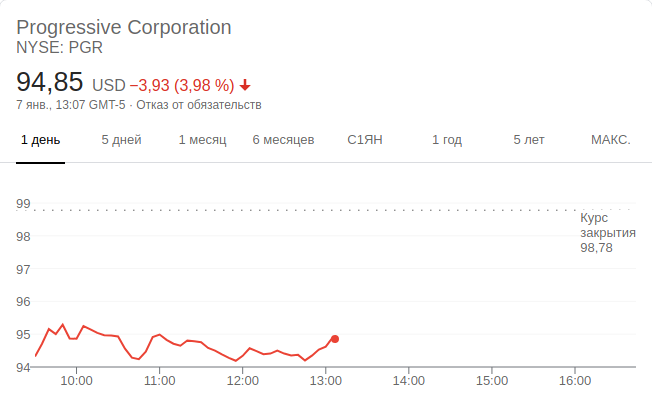 Progressive Corporation
NYSE: PGR
94,85 USD −3,93 (3,98 %)
7 янв., 13:07 GMT-5 · Отказ от обязательств
1 день 5 дней 1 месяц 6 месяцев С1ЯН 1 год 5 лет МАКС.
99
Курс
закрытия
98,78
98
97
96
95
94
10:00 11:00 12:00 13:00 14:00 15:00 16:00